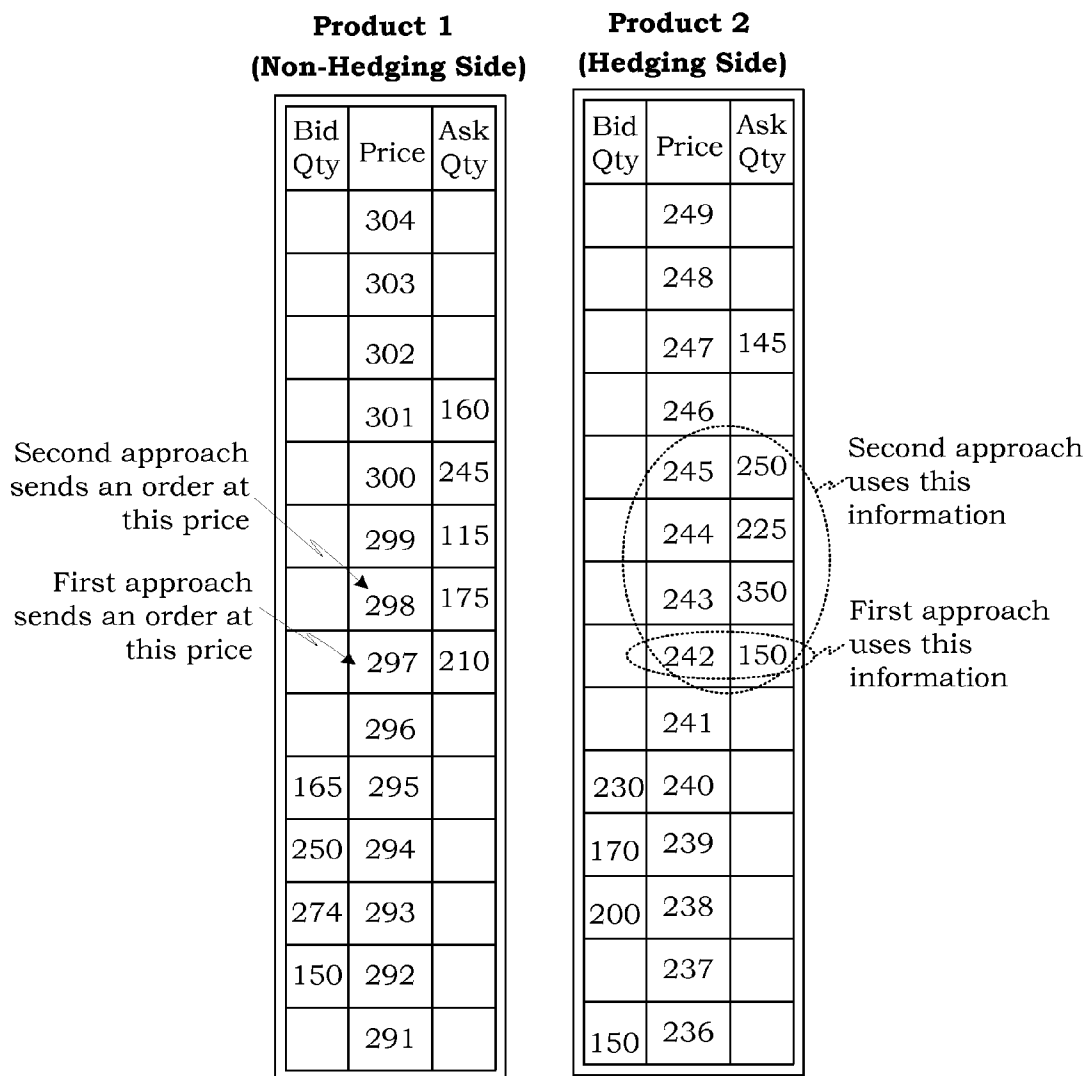 Product 1
(Non-Hedging Side)
Bid Qty Price Ask Qty
304
303
302
301 160
300 245
299 115
298 175
297 210
296
165 295
250 294
274 293
150 292
291
Second approach
sends an order at
this price
First approach
sends an order at
this price
Product 2
(Hedging Side)
Bid Qty Price Ask Qty
249
248
247 145
246
245 250
244 225
243 350
242 150
241
230 240
170 239
200 238
237
150 236
Second approach
uses this
information
First approach
uses this
information